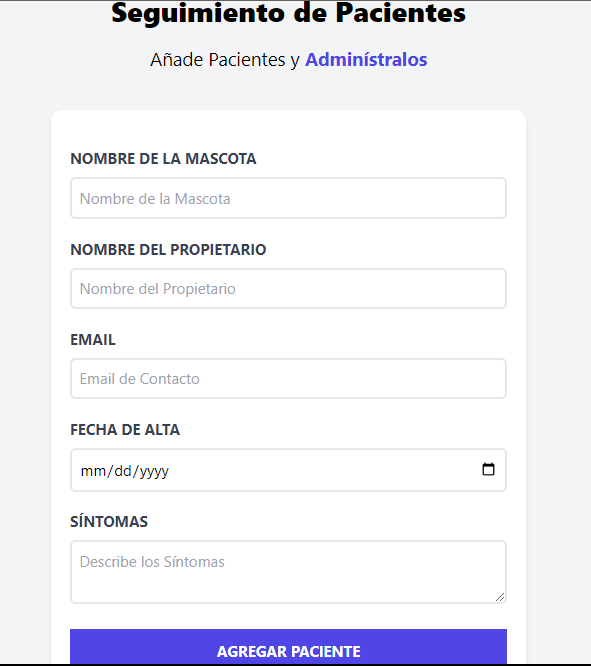 Seguimiento de Pacientes
Añade Pacientes y Adminístralos
NOMBRE DE LA MASCOTA
Nombre de la Mascota
NOMBRE DEL PROPIETARIO
Nombre del Propietario
EMAIL
Email de Contacto
FECHA DE ALTA
mm/dd/yyyy
SÍNTOMAS
Describe los Síntomas
AGREGAR PACIENTE